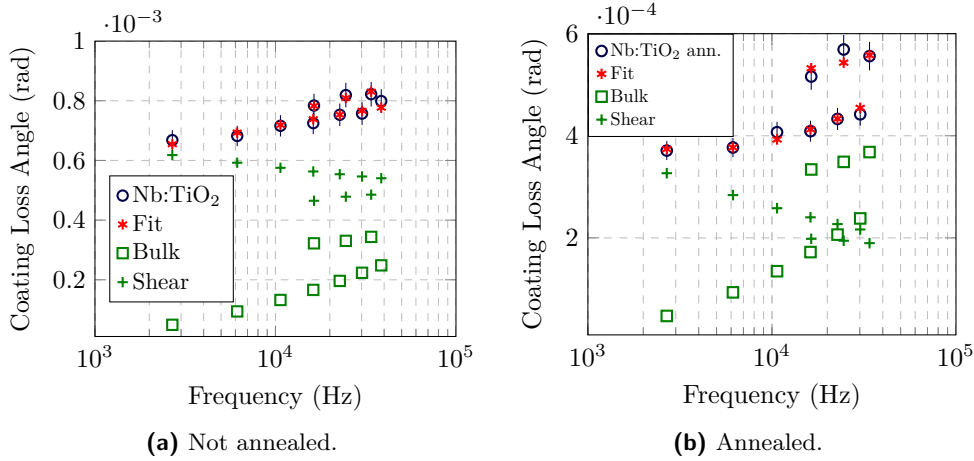 ·10⁻³
1
0.8
0.6
0.4
0.2
Coating Loss Angle (rad)
Nb:TiO₂
Fit
Bulk
Shear
10³
10⁴
10⁵
Frequency (Hz)
(a) Not annealed.
·10⁻⁴
6
4
2
Coating Loss Angle (rad)
Nb:TiO₂ ann.
Fit
Bulk
Shear
10³
10⁴
10⁵
Frequency (Hz)
(b) Annealed.